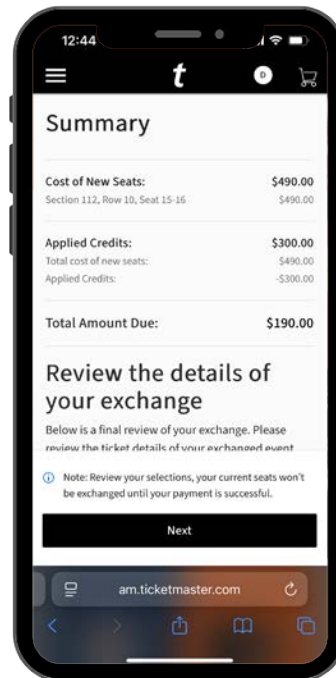 12:44
t
D
Summary
Cost of New Seats: $490.00
Section 112, Row 10, Seat 15-16 $490.00
Applied Credits: $300.00
Total cost of new seats: $490.00
Applied Credits: -$300.00
Total Amount Due: $190.00
Review the details of
your exchange
Below is a final review of your exchange. Please
review the ticket details of your exchanged event
Note: Review your selections, your current seats won't
be exchanged until your payment is successful.
Next
am.ticketmaster.com